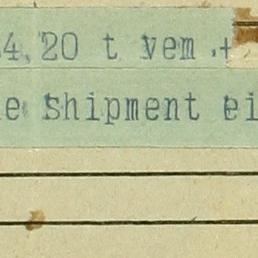 4,20 t vem +
e shipment ei